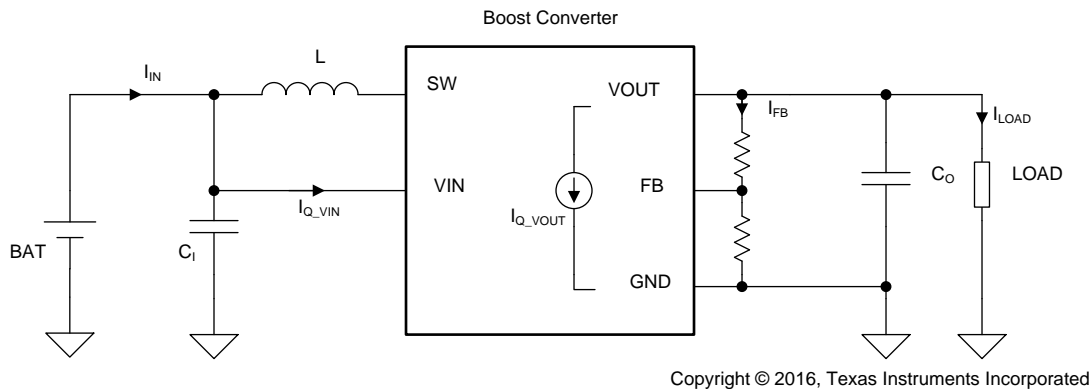 Boost Converter
I_IN
L
SW
VOUT
I_FB
I_LOAD
VIN
FB
I_Q_VIN
I_Q_VOUT
C_O
LOAD
BAT
C_I
GND
Copyright © 2016, Texas Instruments Incorporated